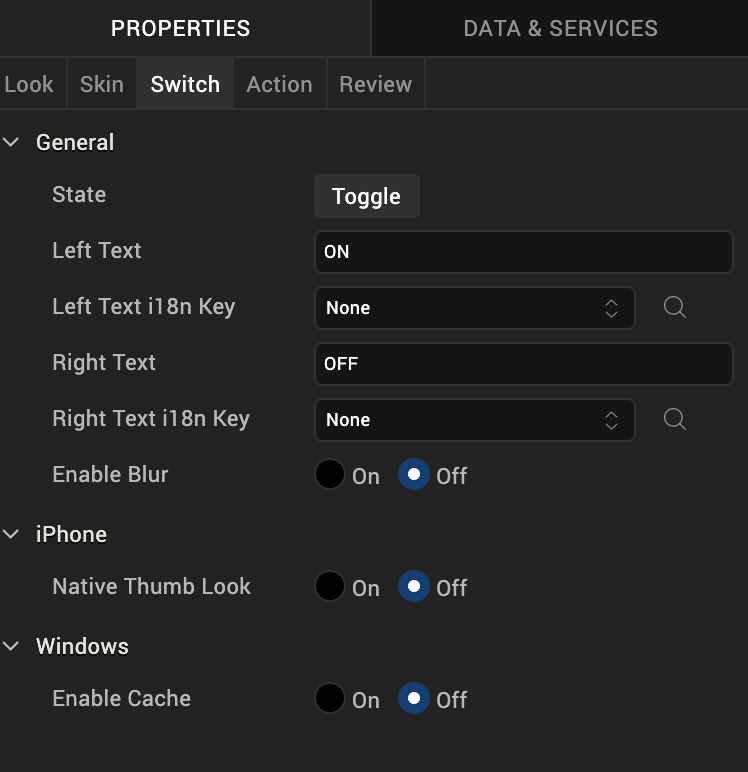 PROPERTIES DATA & SERVICES
Look Skin Switch Action Review
General
State Toggle
Left Text ON
Left Text i18n Key None
Right Text OFF
Right Text i18n Key None
Enable Blur On Off
iPhone
Native Thumb Look On Off
Windows
Enable Cache On Off